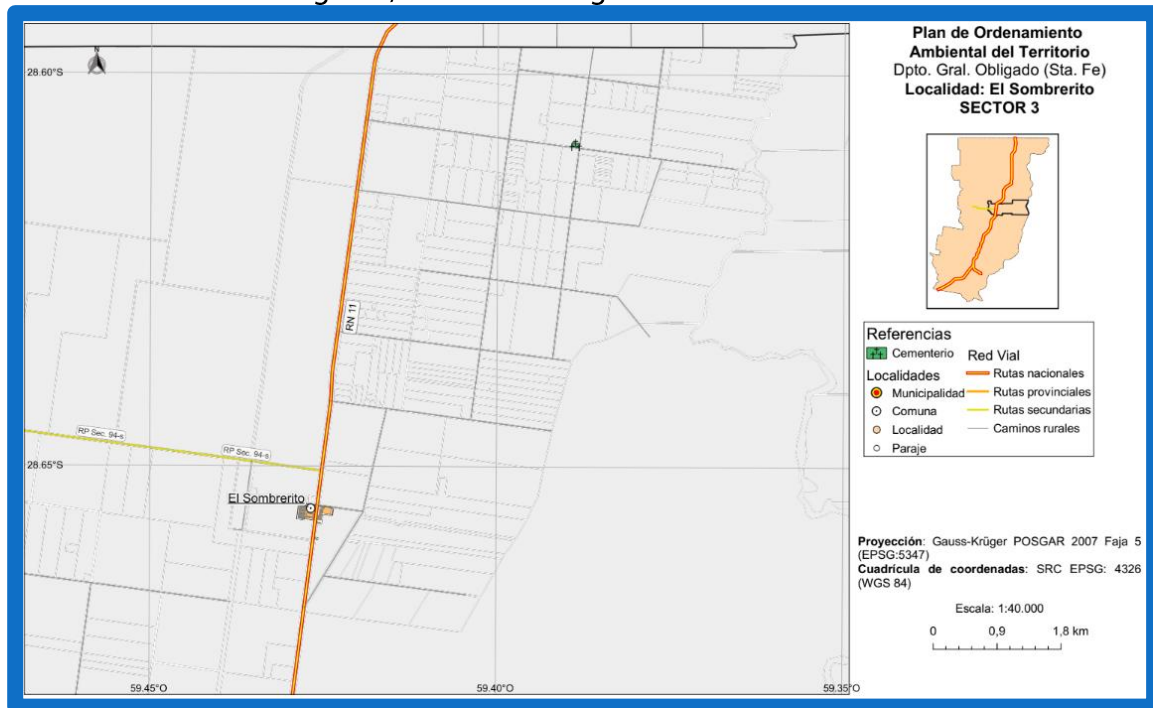 N
28.60°S
RN 11
RP Sec. 94-s
RP Sec. 94-s
28.65°S
El Sombrerito
59.45°O
59.40°O
59.35°O
Plan de Ordenamiento
Ambiental del Territorio
Dpto. Gral. Obligado (Sta. Fe)
Localidad: El Sombrerito
SECTOR 3
Referencias
Cementerio
Localidades
Municipalidad
Comuna
Localidad
Paraje
Red Vial
Rutas nacionales
Rutas provinciales
Rutas secundarias
Caminos rurales
Proyección: Gauss-Krüger POSGAR 2007 Faja 5
(EPSG:5347)
Cuadrícula de coordenadas: SRC EPSG: 4326
(WGS 84)
Escala: 1:40.000
0 0,9 1,8 km